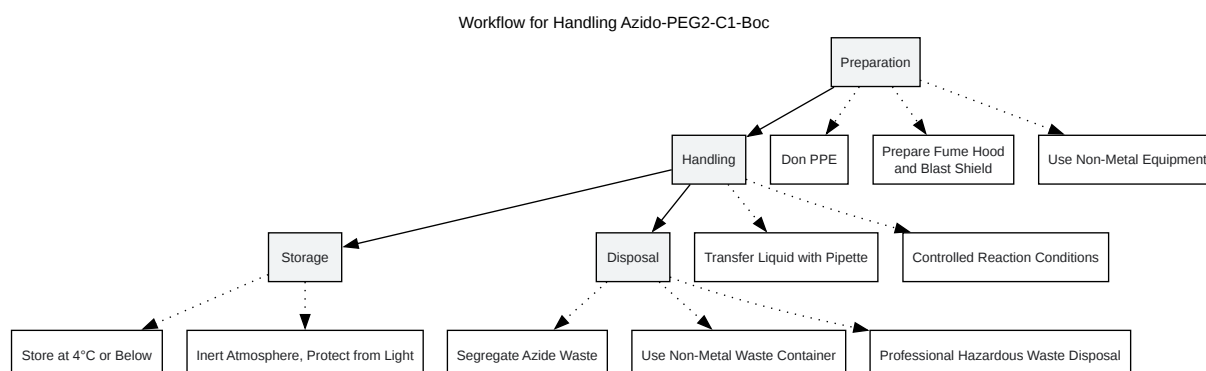 Workflow for Handling Azido-PEG2-C1-Boc
Preparation
Handling
Don PPE
Prepare Fume Hood
and Blast Shield
Use Non-Metal Equipment
Storage
Disposal
Transfer Liquid with Pipette
Controlled Reaction Conditions
Store at 4°C or Below
Inert Atmosphere, Protect from Light
Segregate Azide Waste
Use Non-Metal Waste Container
Professional Hazardous Waste Disposal